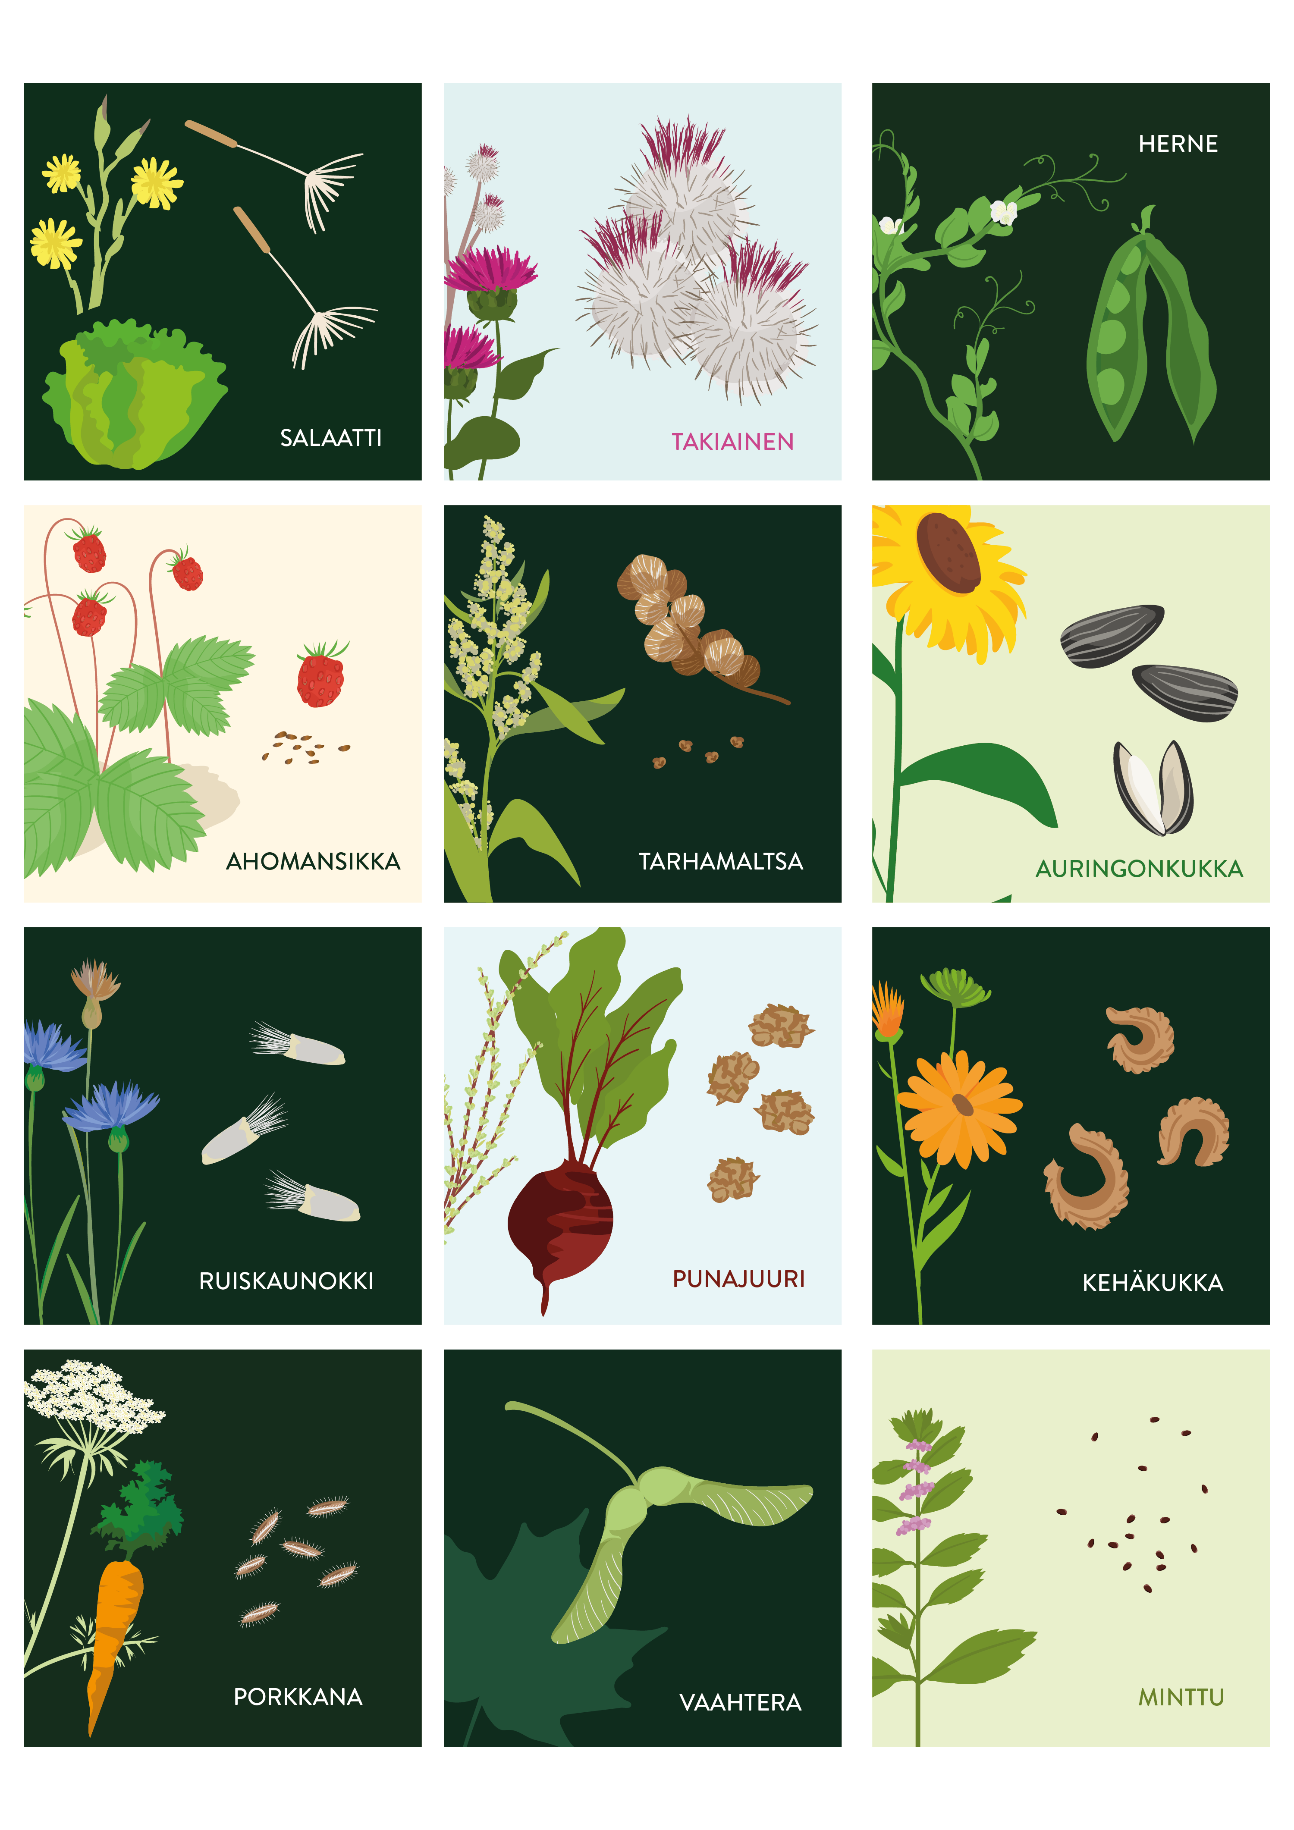 SALAATTI
TAKIAINEN
HERNE
AHOMANSIKKA
TARHAMALTSA
AURINGONKUKKA
RUISKAUNOKKI
PUNAJUURI
KEHÄKUKKA
PORKKANA
VAAHTERA
MINTTU